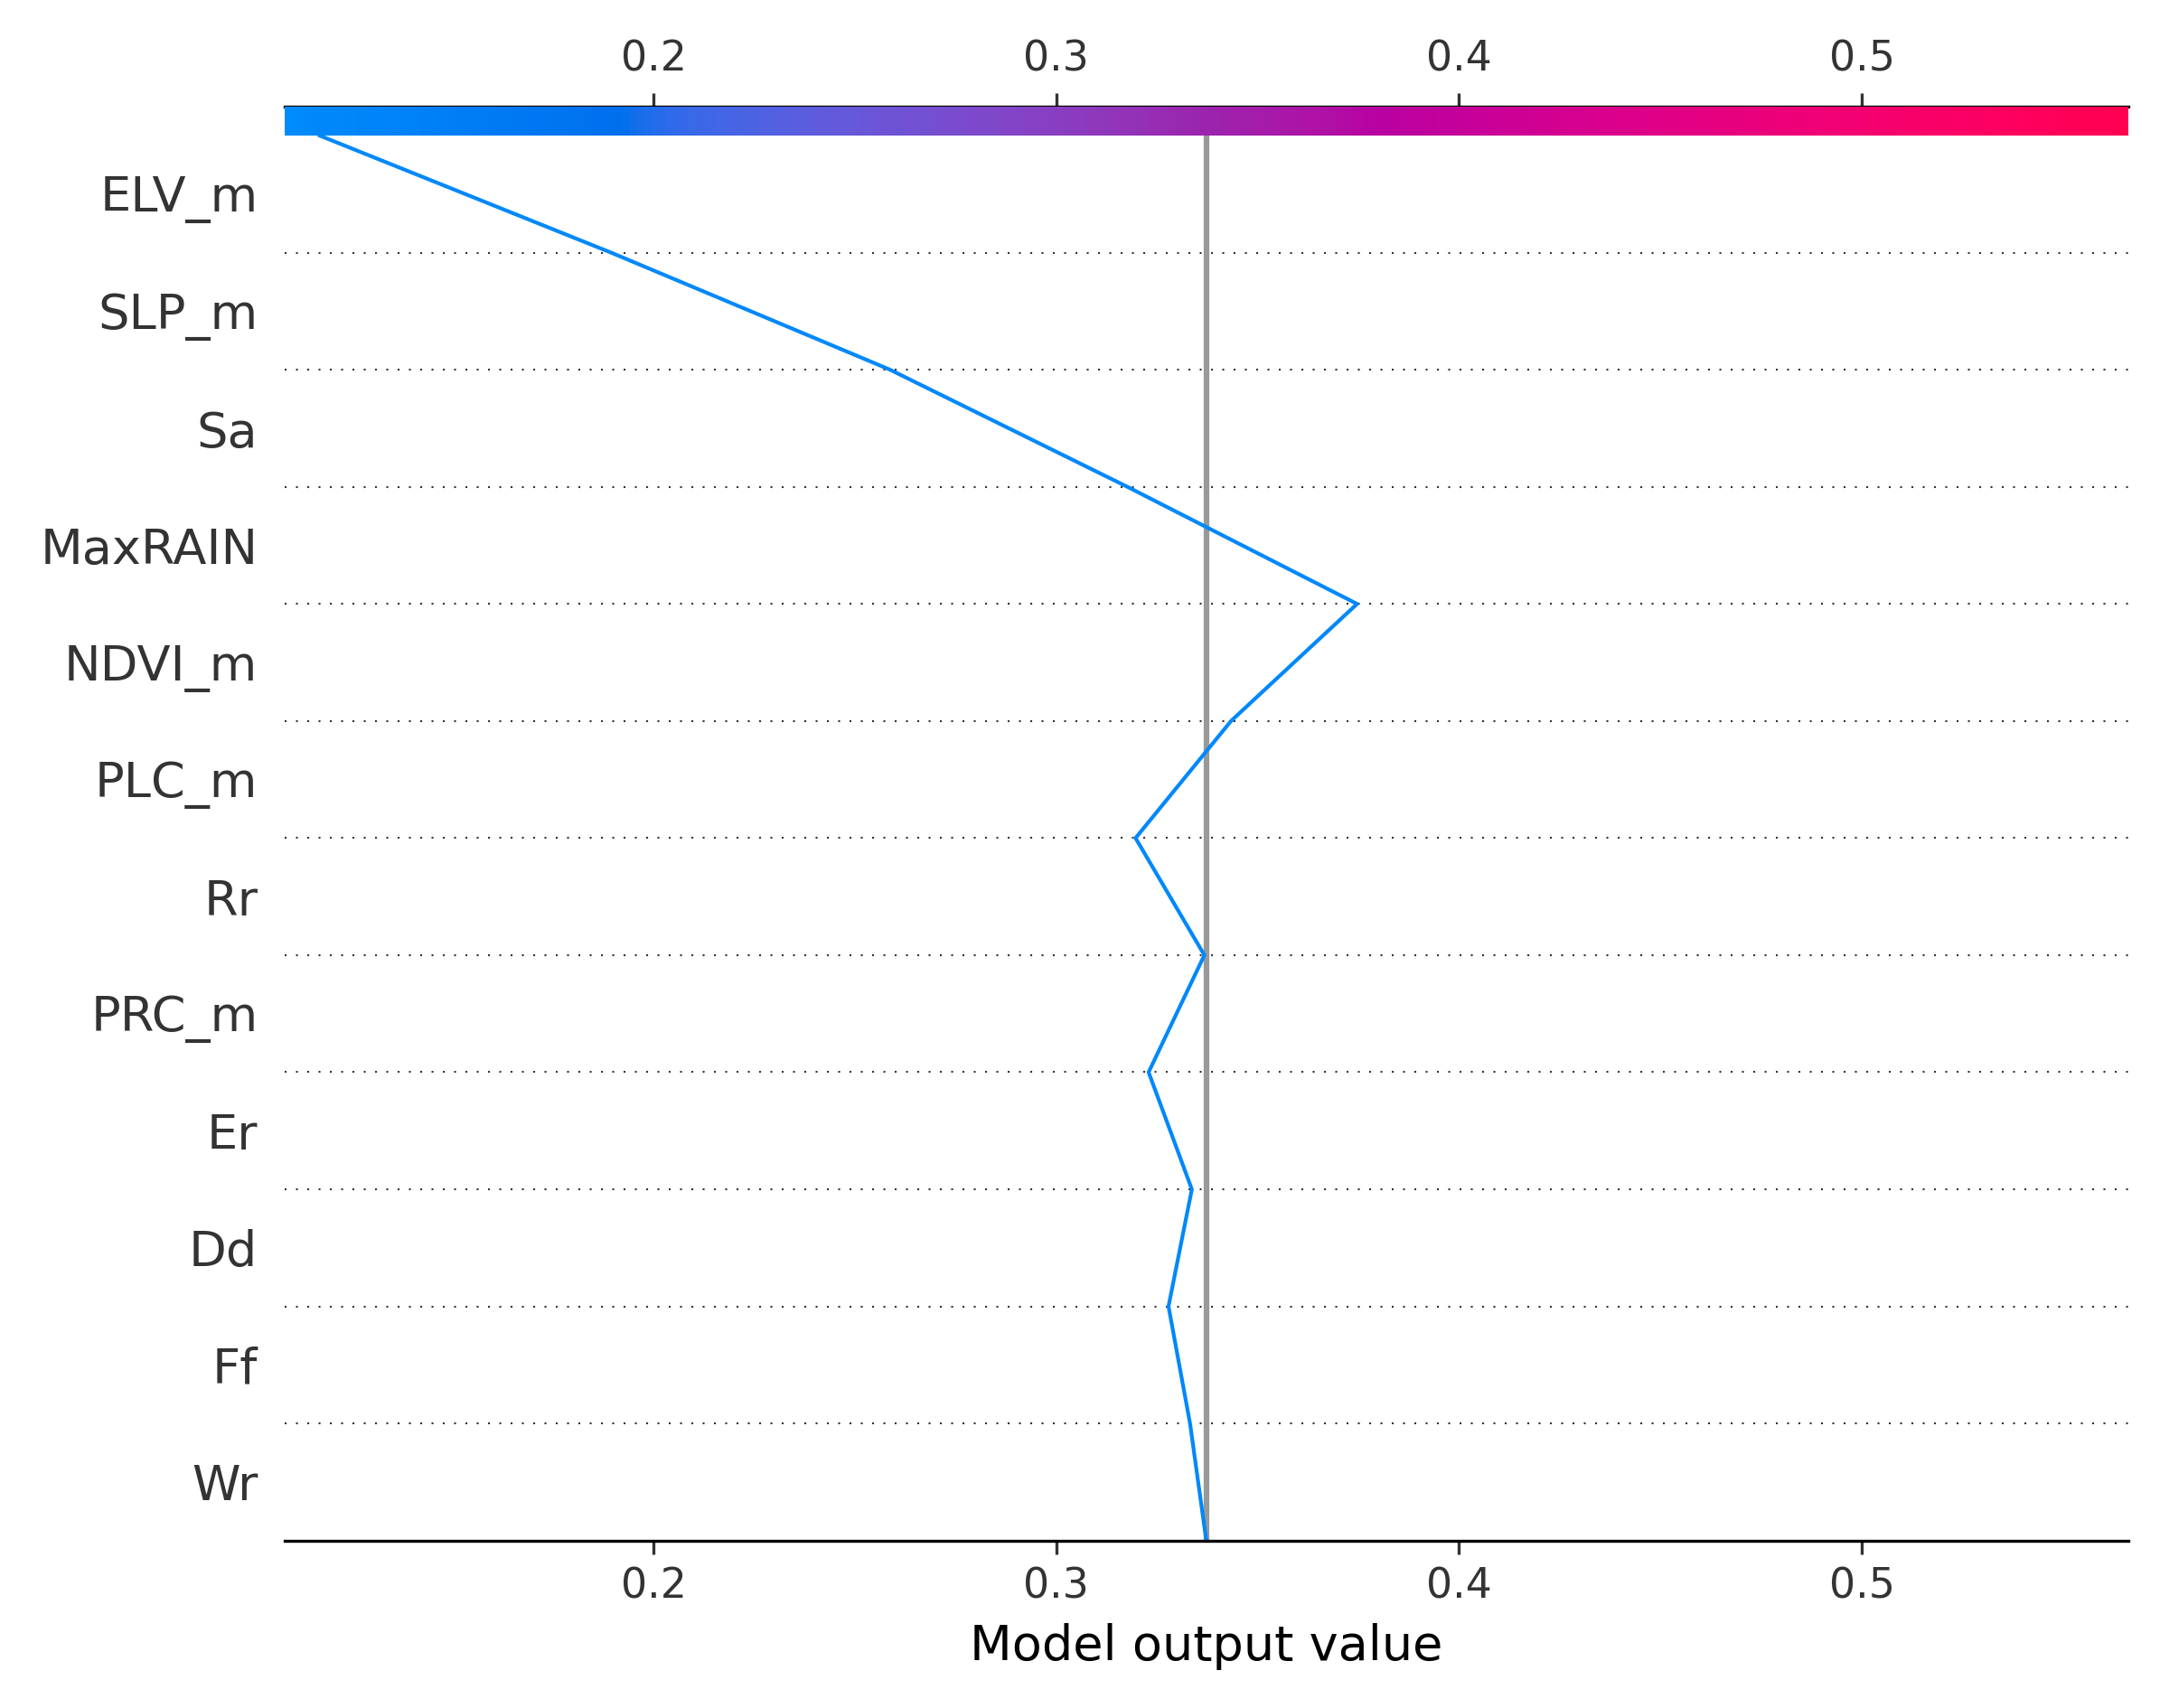 0.2 0.3 0.4 0.5
ELV_m
SLP_m
Sa
MaxRAIN
NDVI_m
PLC_m
Rr
PRC_m
Er
Dd
Ff
Wr
0.2 0.3 0.4 0.5
Model output value